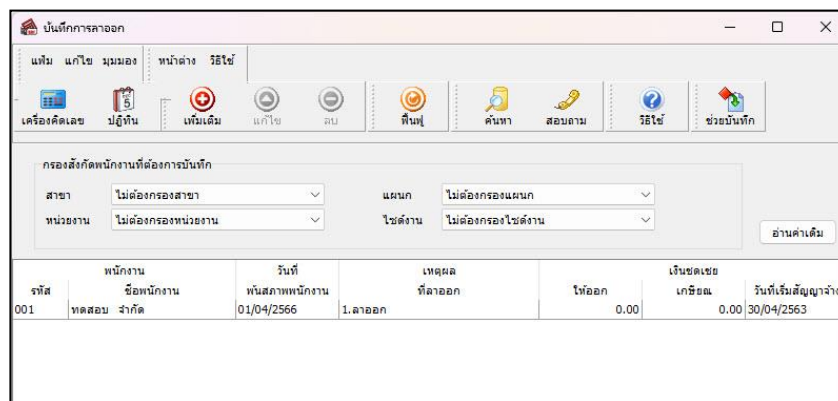 บันทึกการลาออก
แฟ้ม แก้ไข มุมมอง หน้าต่าง วิธีใช้
เครื่องคิดเลข ปฏิทิน เพิ่มเติม แก้ไข ลบ ฟื้นฟู ค้นหา สอบถาม วิธีใช้ ช่วยบันทึก
กรองสังกัดพนักงานที่ต้องการบันทึก
สาขา ไม่ต้องกรองสาขา แผนก ไม่ต้องกรองแผนก
หน่วยงาน ไม่ต้องกรองหน่วยงาน ไซด์งาน ไม่ต้องกรองไซด์งาน
อ่านค่าเดิม
พนักงาน วันที่ เหตุผล เงินชดเชย
รหัส ชื่อพนักงาน พ้นสภาพพนักงาน ที่ลาออก ให้ออก เกษียณ วันที่เริ่มสัญญาจ้าง
001 ทดสอบ จำกัด 01/04/2566 1.ลาออก 0.00 0.00 30/04/2563